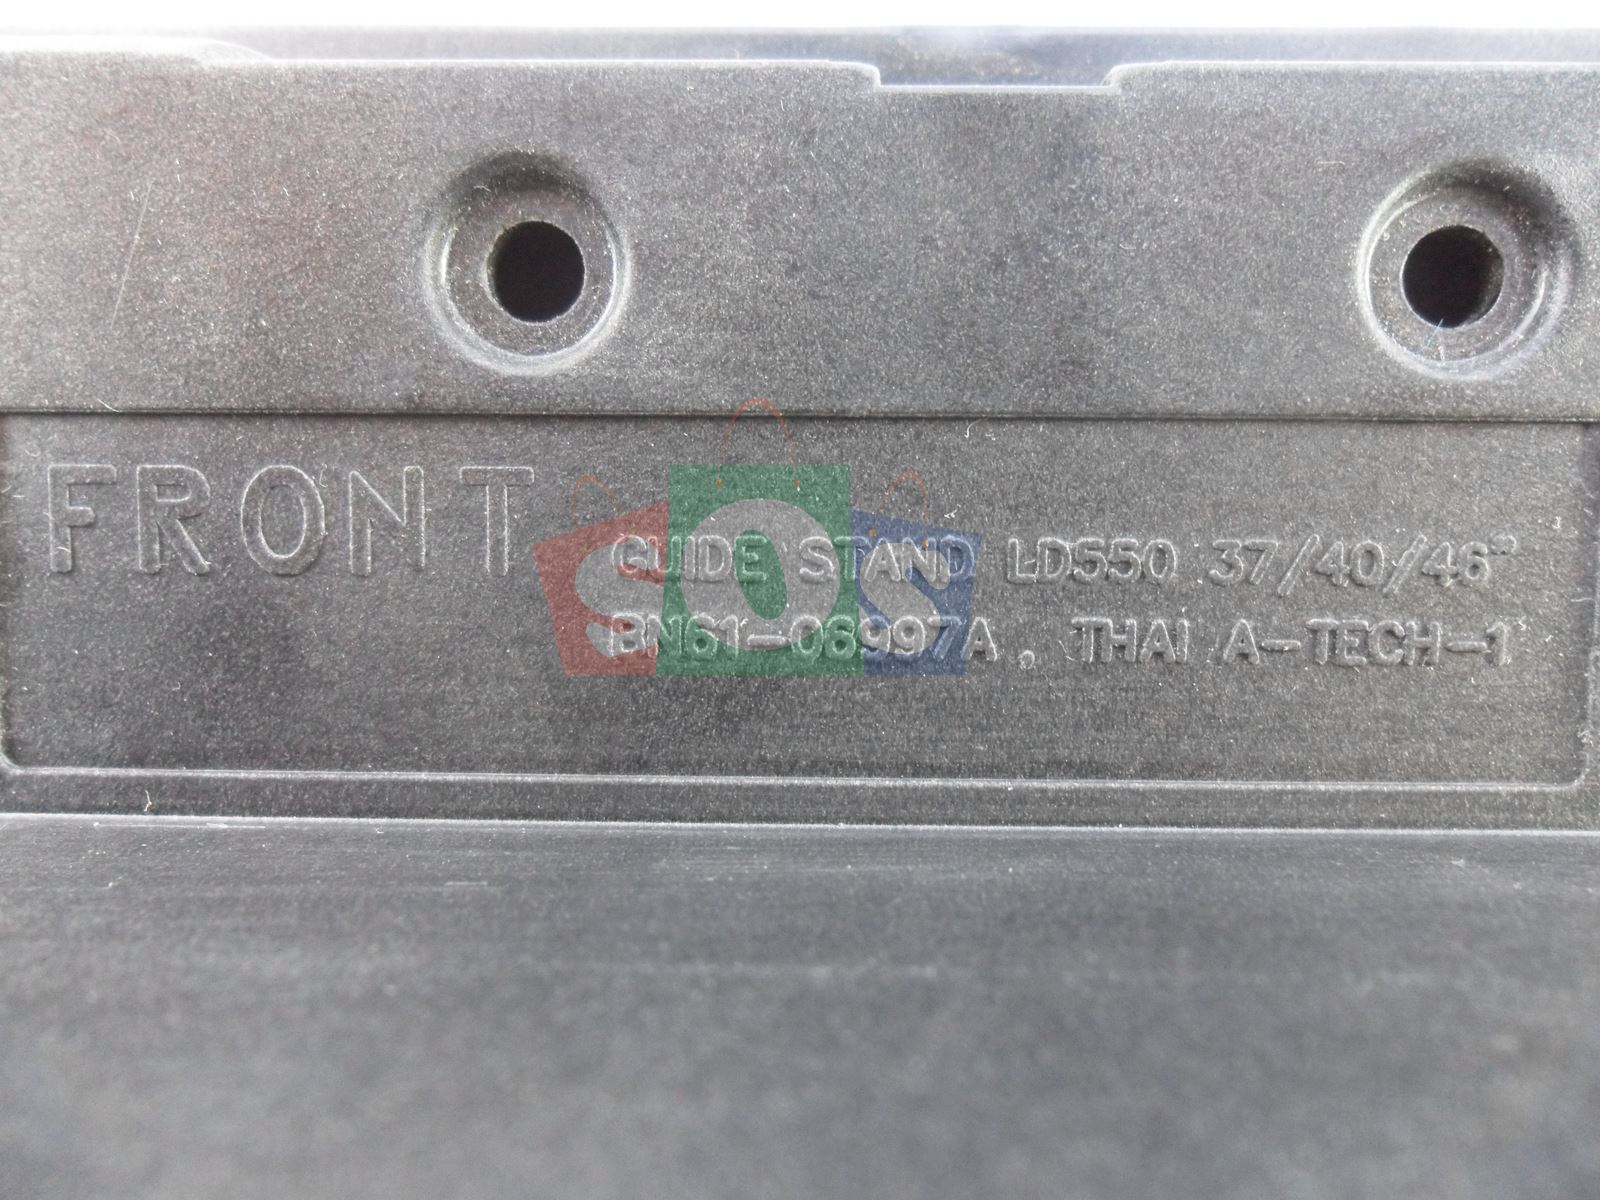 FRONT
GUIDE STAND LD550 37/40/46"
BN61-06997A . THAI A-TECH-1
SOS